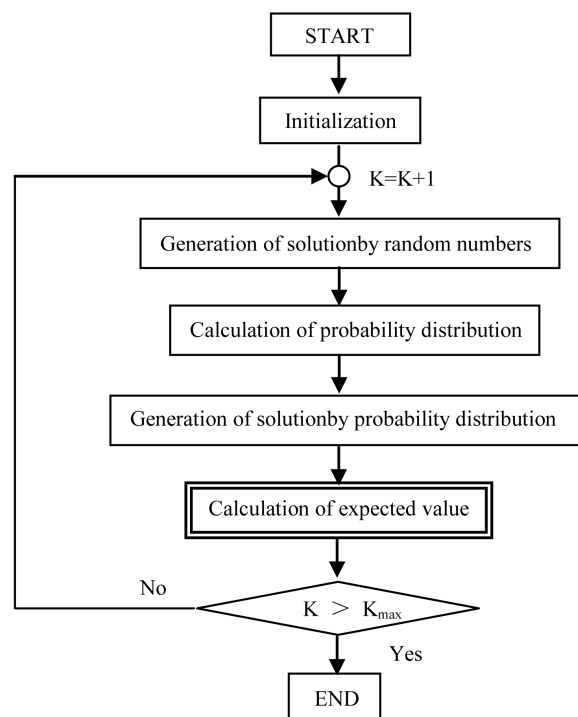 START
Initialization
K=K+1
Generation of solutionby random numbers
Calculation of probability distribution
Generation of solutionby probability distribution
Calculation of expected value
No
K > Kmax
Yes
END